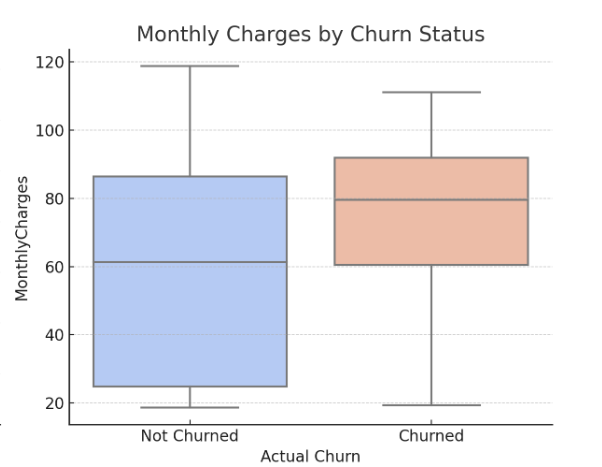 Monthly Charges by Churn Status
MonthlyCharges
120
100
80
60
40
20
Not Churned
Churned
Actual Churn